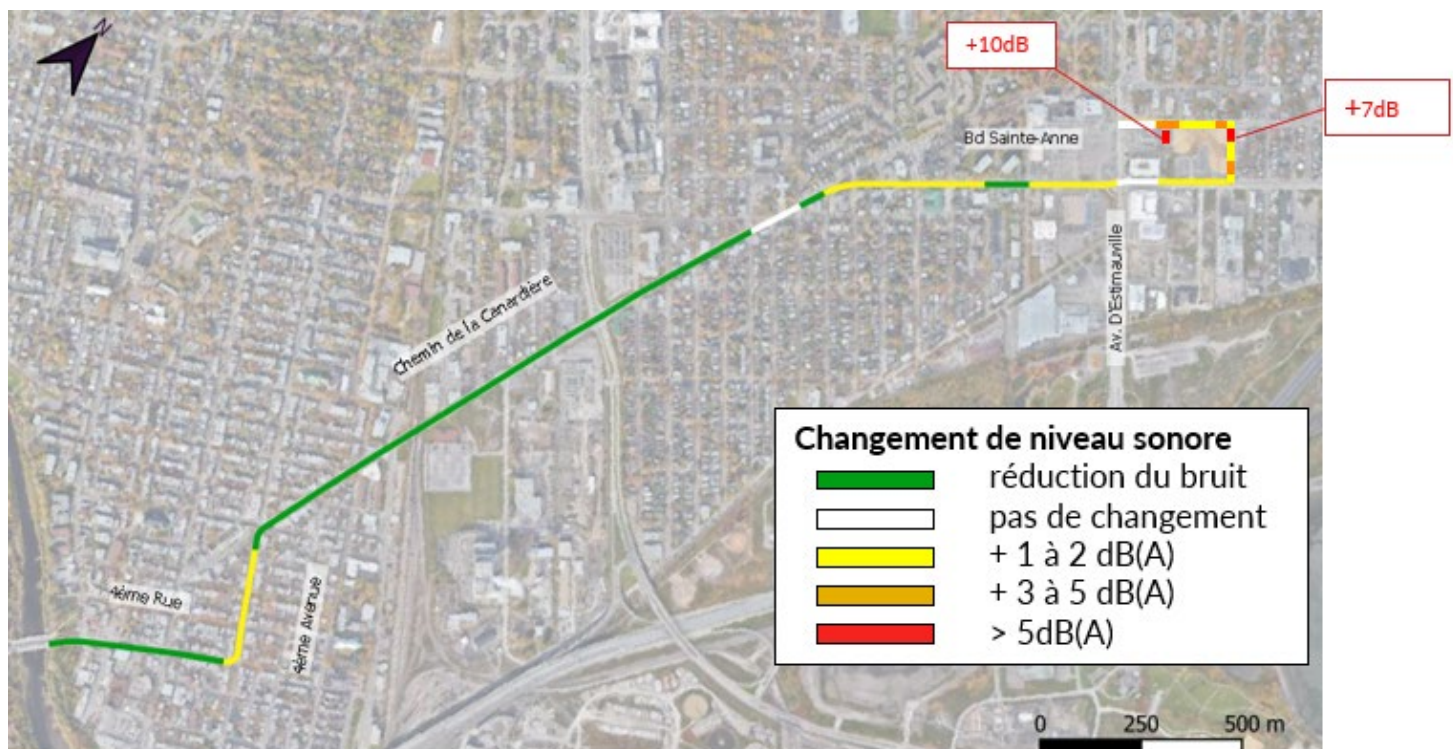 N
+10dB
+7dB
Bd Sainte-Anne
Av. D'Estimauville
Chemin de la Canardière
4ème Rue
4ème Avenue
Changement de niveau sonore
réduction du bruit
pas de changement
+ 1 à 2 dB(A)
+ 3 à 5 dB(A)
> 5dB(A)
0 250 500 m